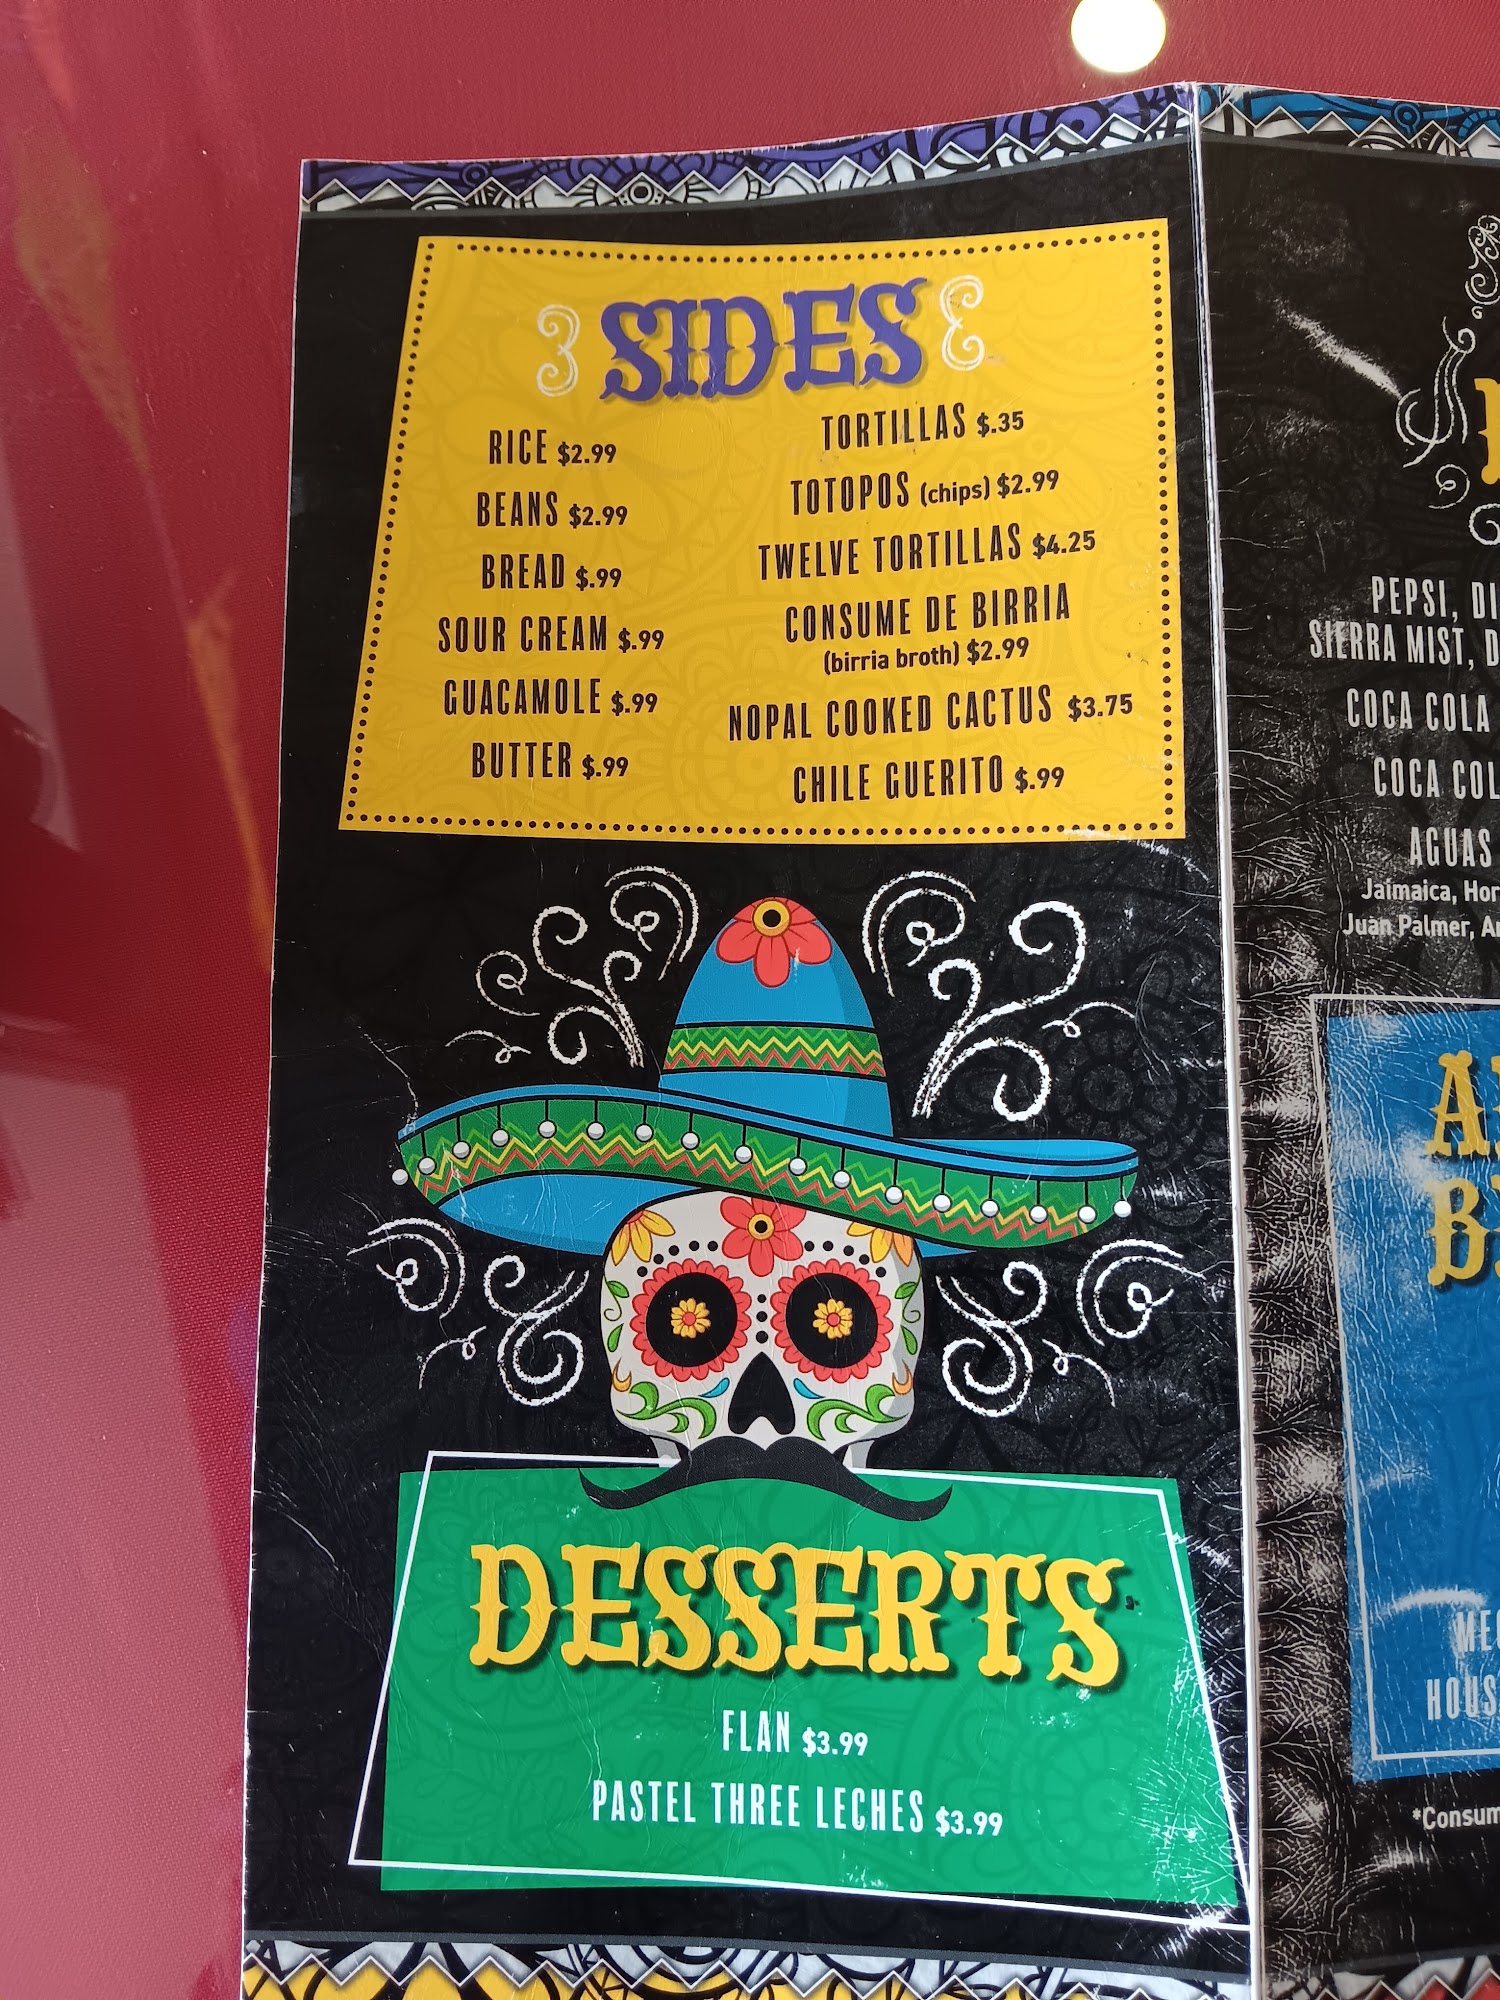 SIDES
RICE $2.99
BEANS $2.99
BREAD $.99
SOUR CREAM $.99
GUACAMOLE $.99
BUTTER $.99
TORTILLAS $.35
TOTOPOS (chips) $2.99
TWELVE TORTILLAS $4.25
CONSUME DE BIRRIA
(birria broth) $2.99
NOPAL COOKED CACTUS $3.75
CHILE GUERITO $.99
DESSERTS
FLAN $3.99
PASTEL THREE LECHES $3.99
PEPSI,
SIERRA MIST,
COCA COLA
COCA
AGUAS
Jaimaica,
Juan Palmer,